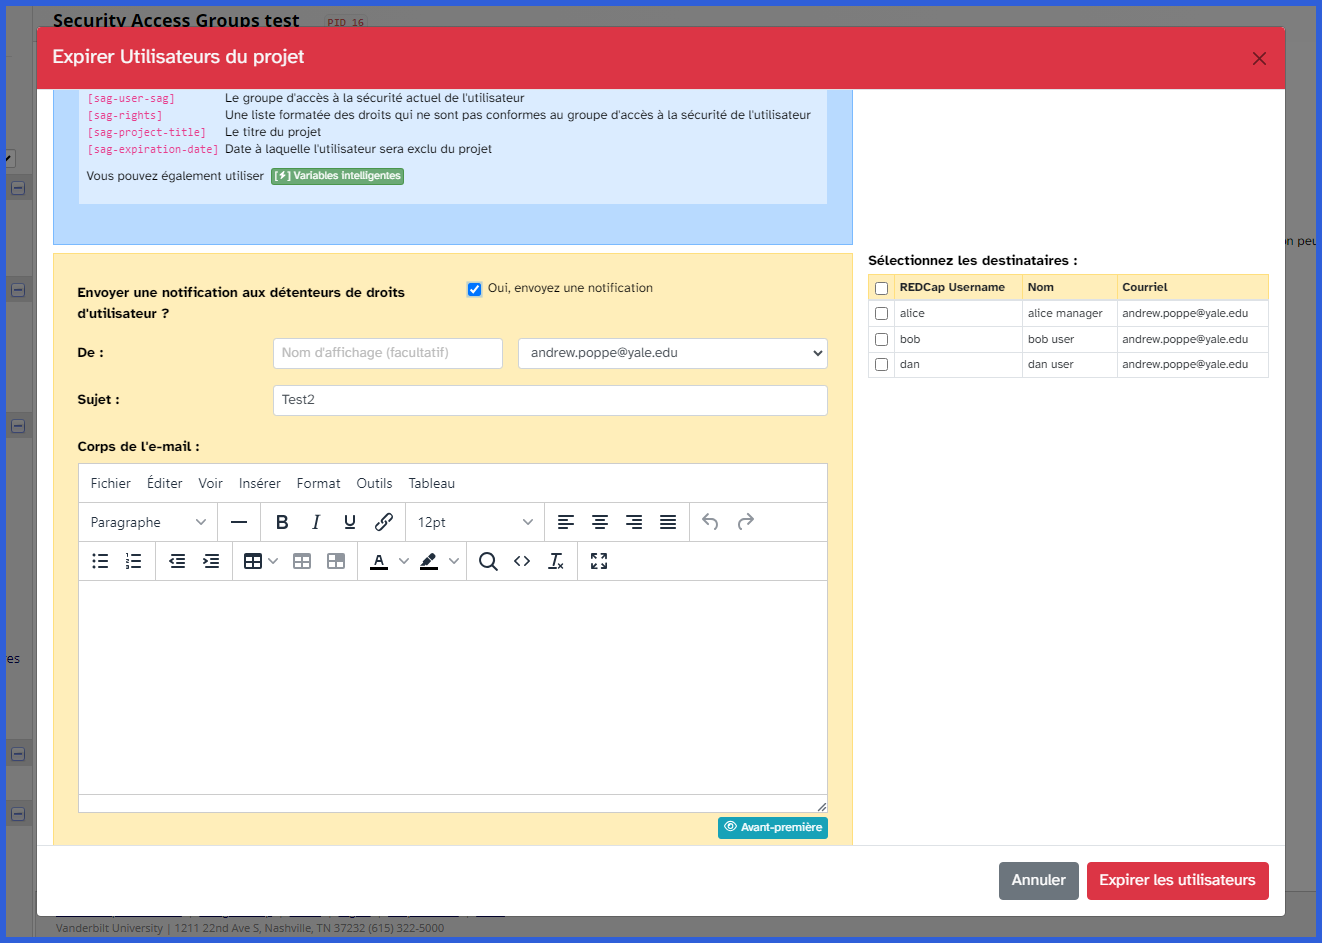 Security Access Groups test PID 16
Expirer Utilisateurs du projet
[sag-user-sag] Le groupe d'accès à la sécurité actuel de l'utilisateur
[sag-rights] Une liste formatée des droits qui ne sont pas conformes au groupe d'accès à la sécurité de l'utilisateur
[sag-project-title] Le titre du projet
[sag-expiration-date] Date à laquelle l'utilisateur sera exclu du projet
Vous pouvez également utiliser [⚡] Variables intelligentes
Envoyer une notification aux détenteurs de droits
d'utilisateur ?
Oui, envoyez une notification
De :
Nom d'affichage (facultatif)
andrew.poppe@yale.edu
Sujet :
Test2
Corps de l'e-mail :
Fichier Éditer Voir Insérer Format Outils Tableau
Paragraphe B I U 12pt
A
Avant-première
Sélectionnez les destinataires :
REDCap Username Nom Courriel
alice alice manager andrew.poppe@yale.edu
bob bob user andrew.poppe@yale.edu
dan dan user andrew.poppe@yale.edu
Annuler Expirer les utilisateurs
Vanderbilt University | 1211 22nd Ave S, Nashville, TN 37232 (615) 322-5000